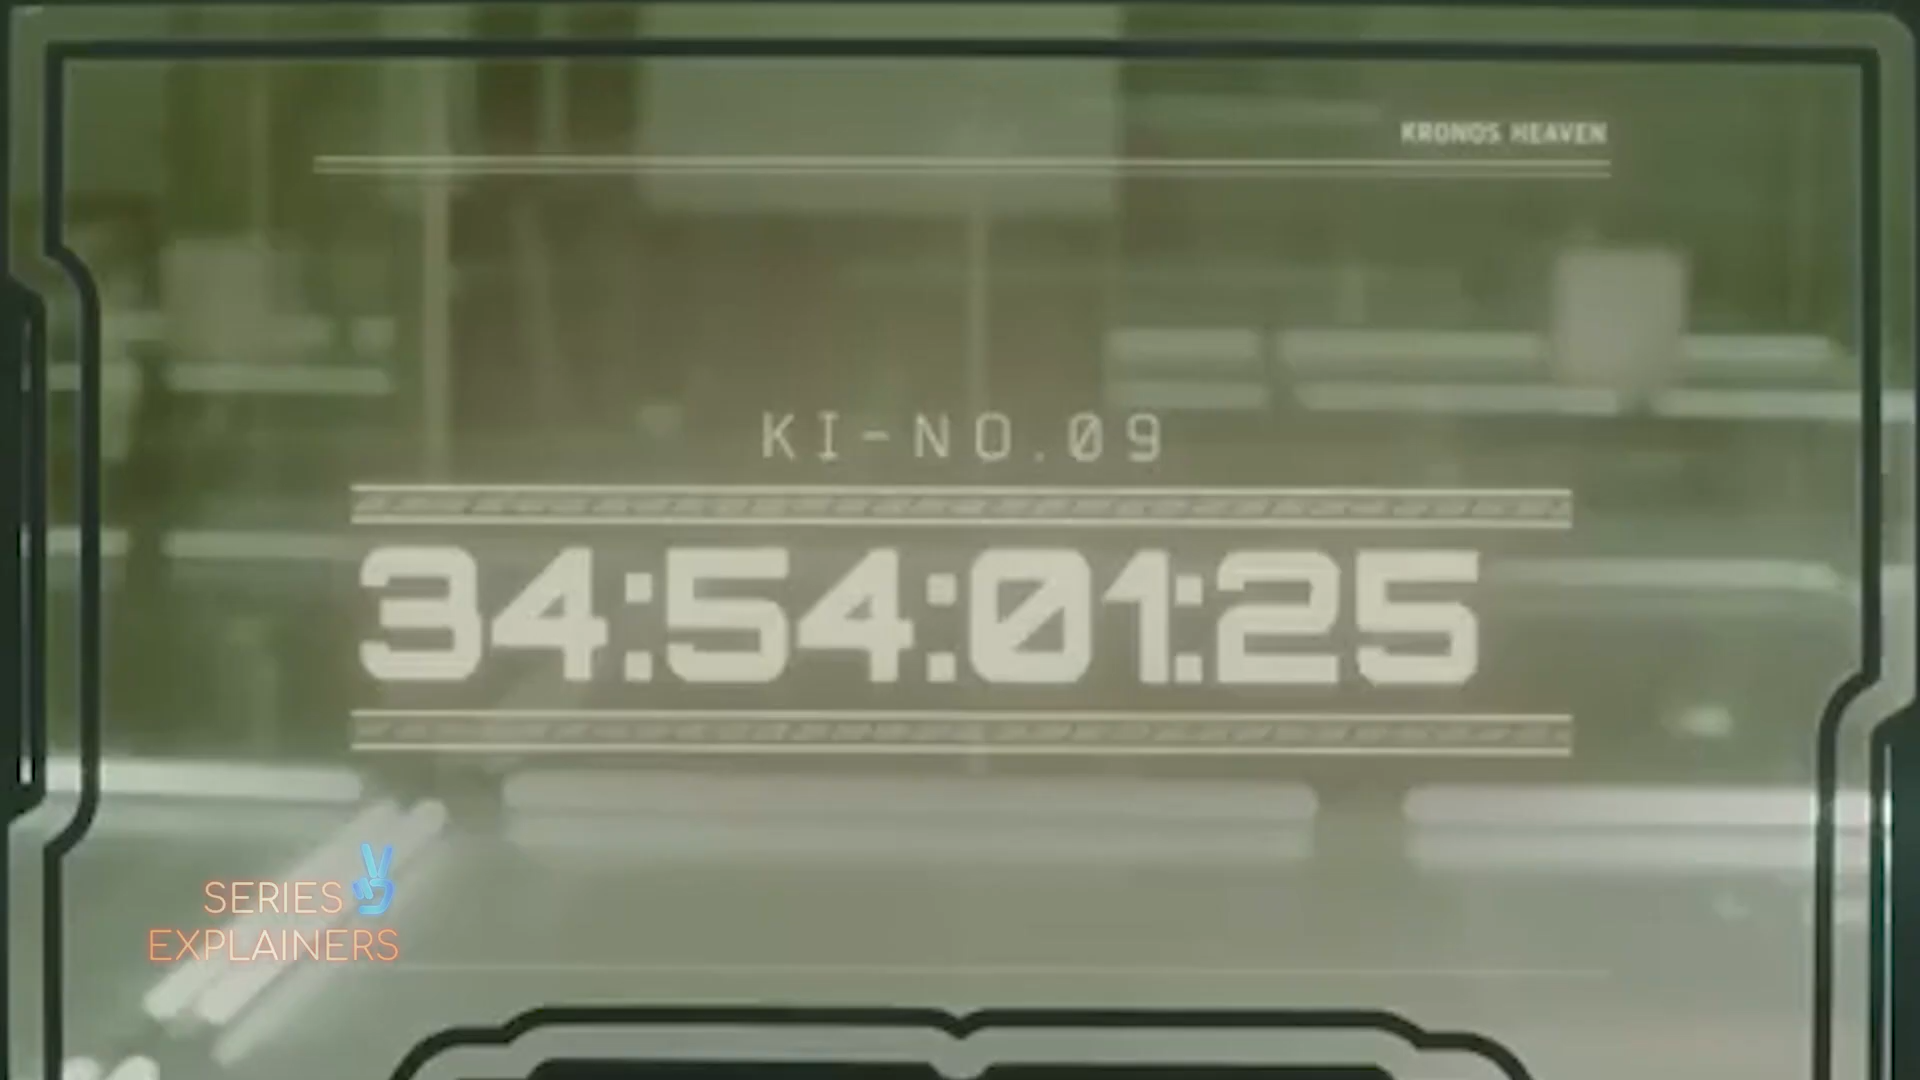 KRONOS HEAVEN
KI-NO.09
34:54:01:25
SERIES
EXPLAINERS